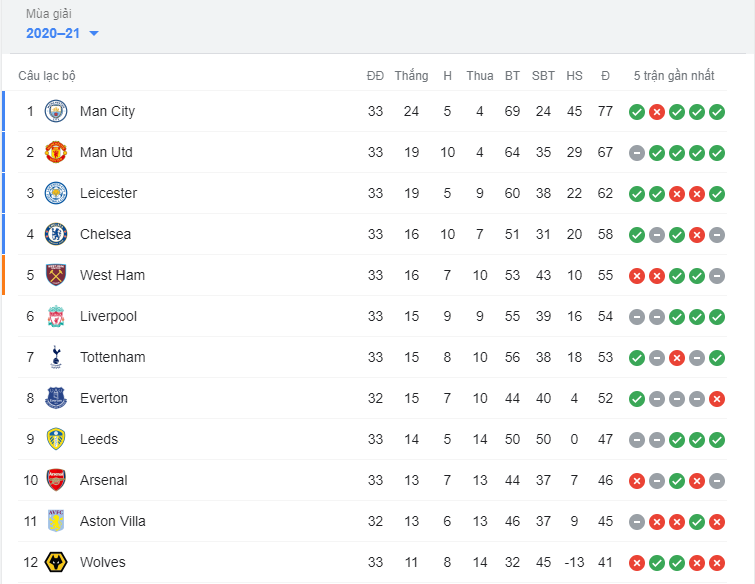 Mùa giải
2020–21
Câu lạc bộ ĐĐ Thắng H Thua BT SBT HS Đ 5 trận gần nhất
1 Man City 33 24 5 4 69 24 45 77
2 Man Utd 33 19 10 4 64 35 29 67
3 Leicester 33 19 5 9 60 38 22 62
4 Chelsea 33 16 10 7 51 31 20 58
5 West Ham 33 16 7 10 53 43 10 55
6 Liverpool 33 15 9 9 55 39 16 54
7 Tottenham 33 15 8 10 56 38 18 53
8 Everton 32 15 7 10 44 40 4 52
9 Leeds 33 14 5 14 50 50 0 47
10 Arsenal 33 13 7 13 44 37 7 46
11 Aston Villa 32 13 6 13 46 37 9 45
12 Wolves 33 11 8 14 32 45 -13 41